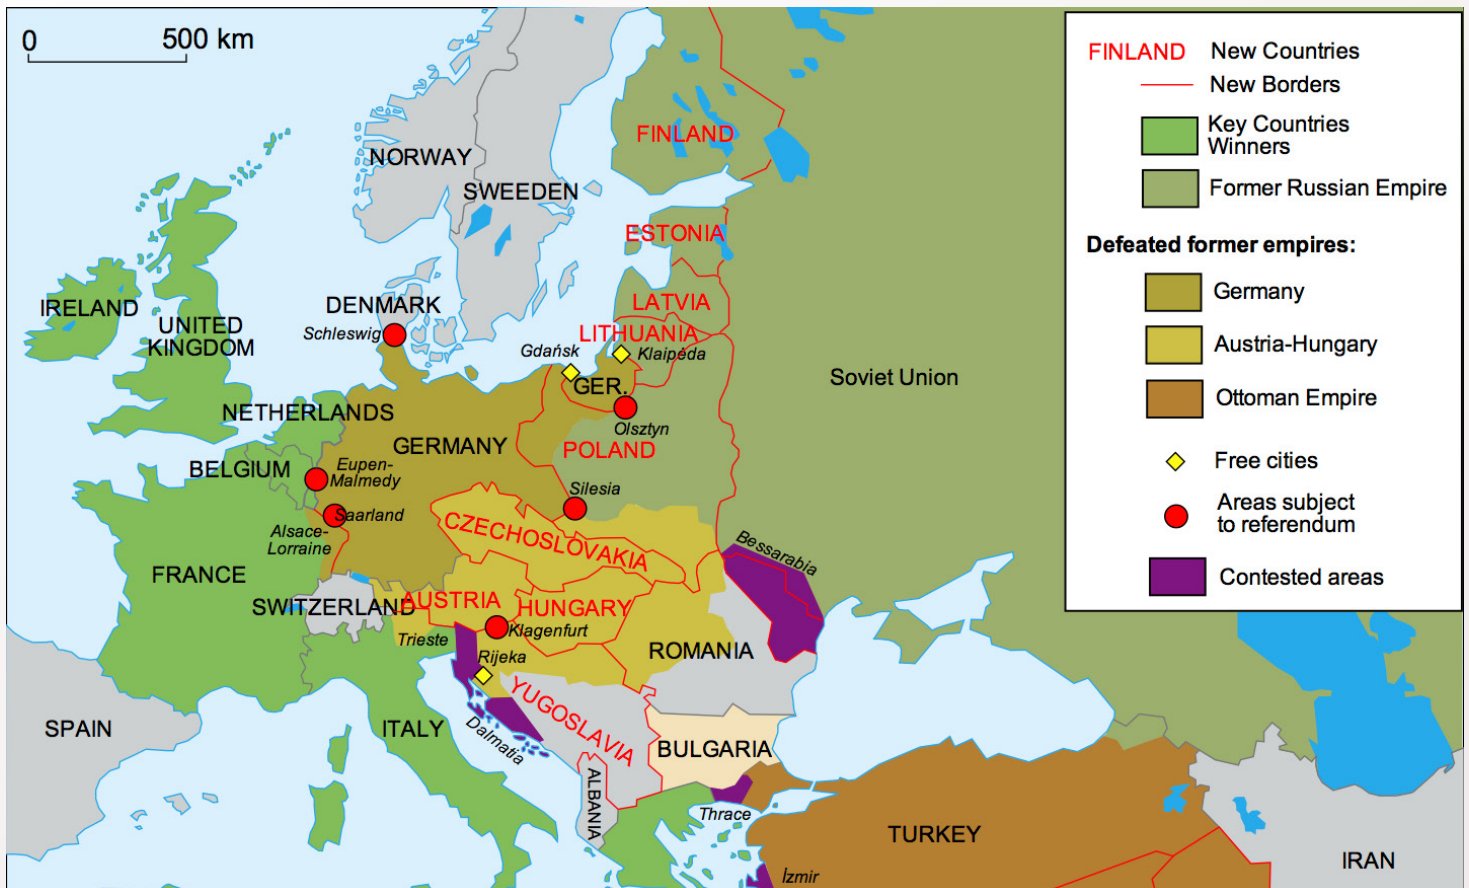 0 500 km
FINLAND New Countries
New Borders
Key Countries
Winners
Former Russian Empire
Defeated former empires:
Germany
Austria-Hungary
Ottoman Empire
Free cities
Areas subject
to referendum
Contested areas
NORWAY
SWEEDEN
FINLAND
ESTONIA
LATVIA
LITHUANIA
Klaipėda
IRELAND
UNITED
KINGDOM
DENMARK
Schleswig
Gdańsk
GER.
Olsztyn
Soviet Union
NETHERLANDS
GERMANY
POLAND
BELGIUM
Eupen-
Malmedy
Silesia
Saarland
Alsace-
Lorraine
CZECHOSLOVAKIA
Bessarabia
FRANCE
SWITZERLAND
AUSTRIA
HUNGARY
Klagenfurt
Trieste
Rijeka
ROMANIA
YUGOSLAVIA
SPAIN
ITALY
Dalmatia
BULGARIA
ALBANIA
Thrace
TURKEY
Izmir
IRAN